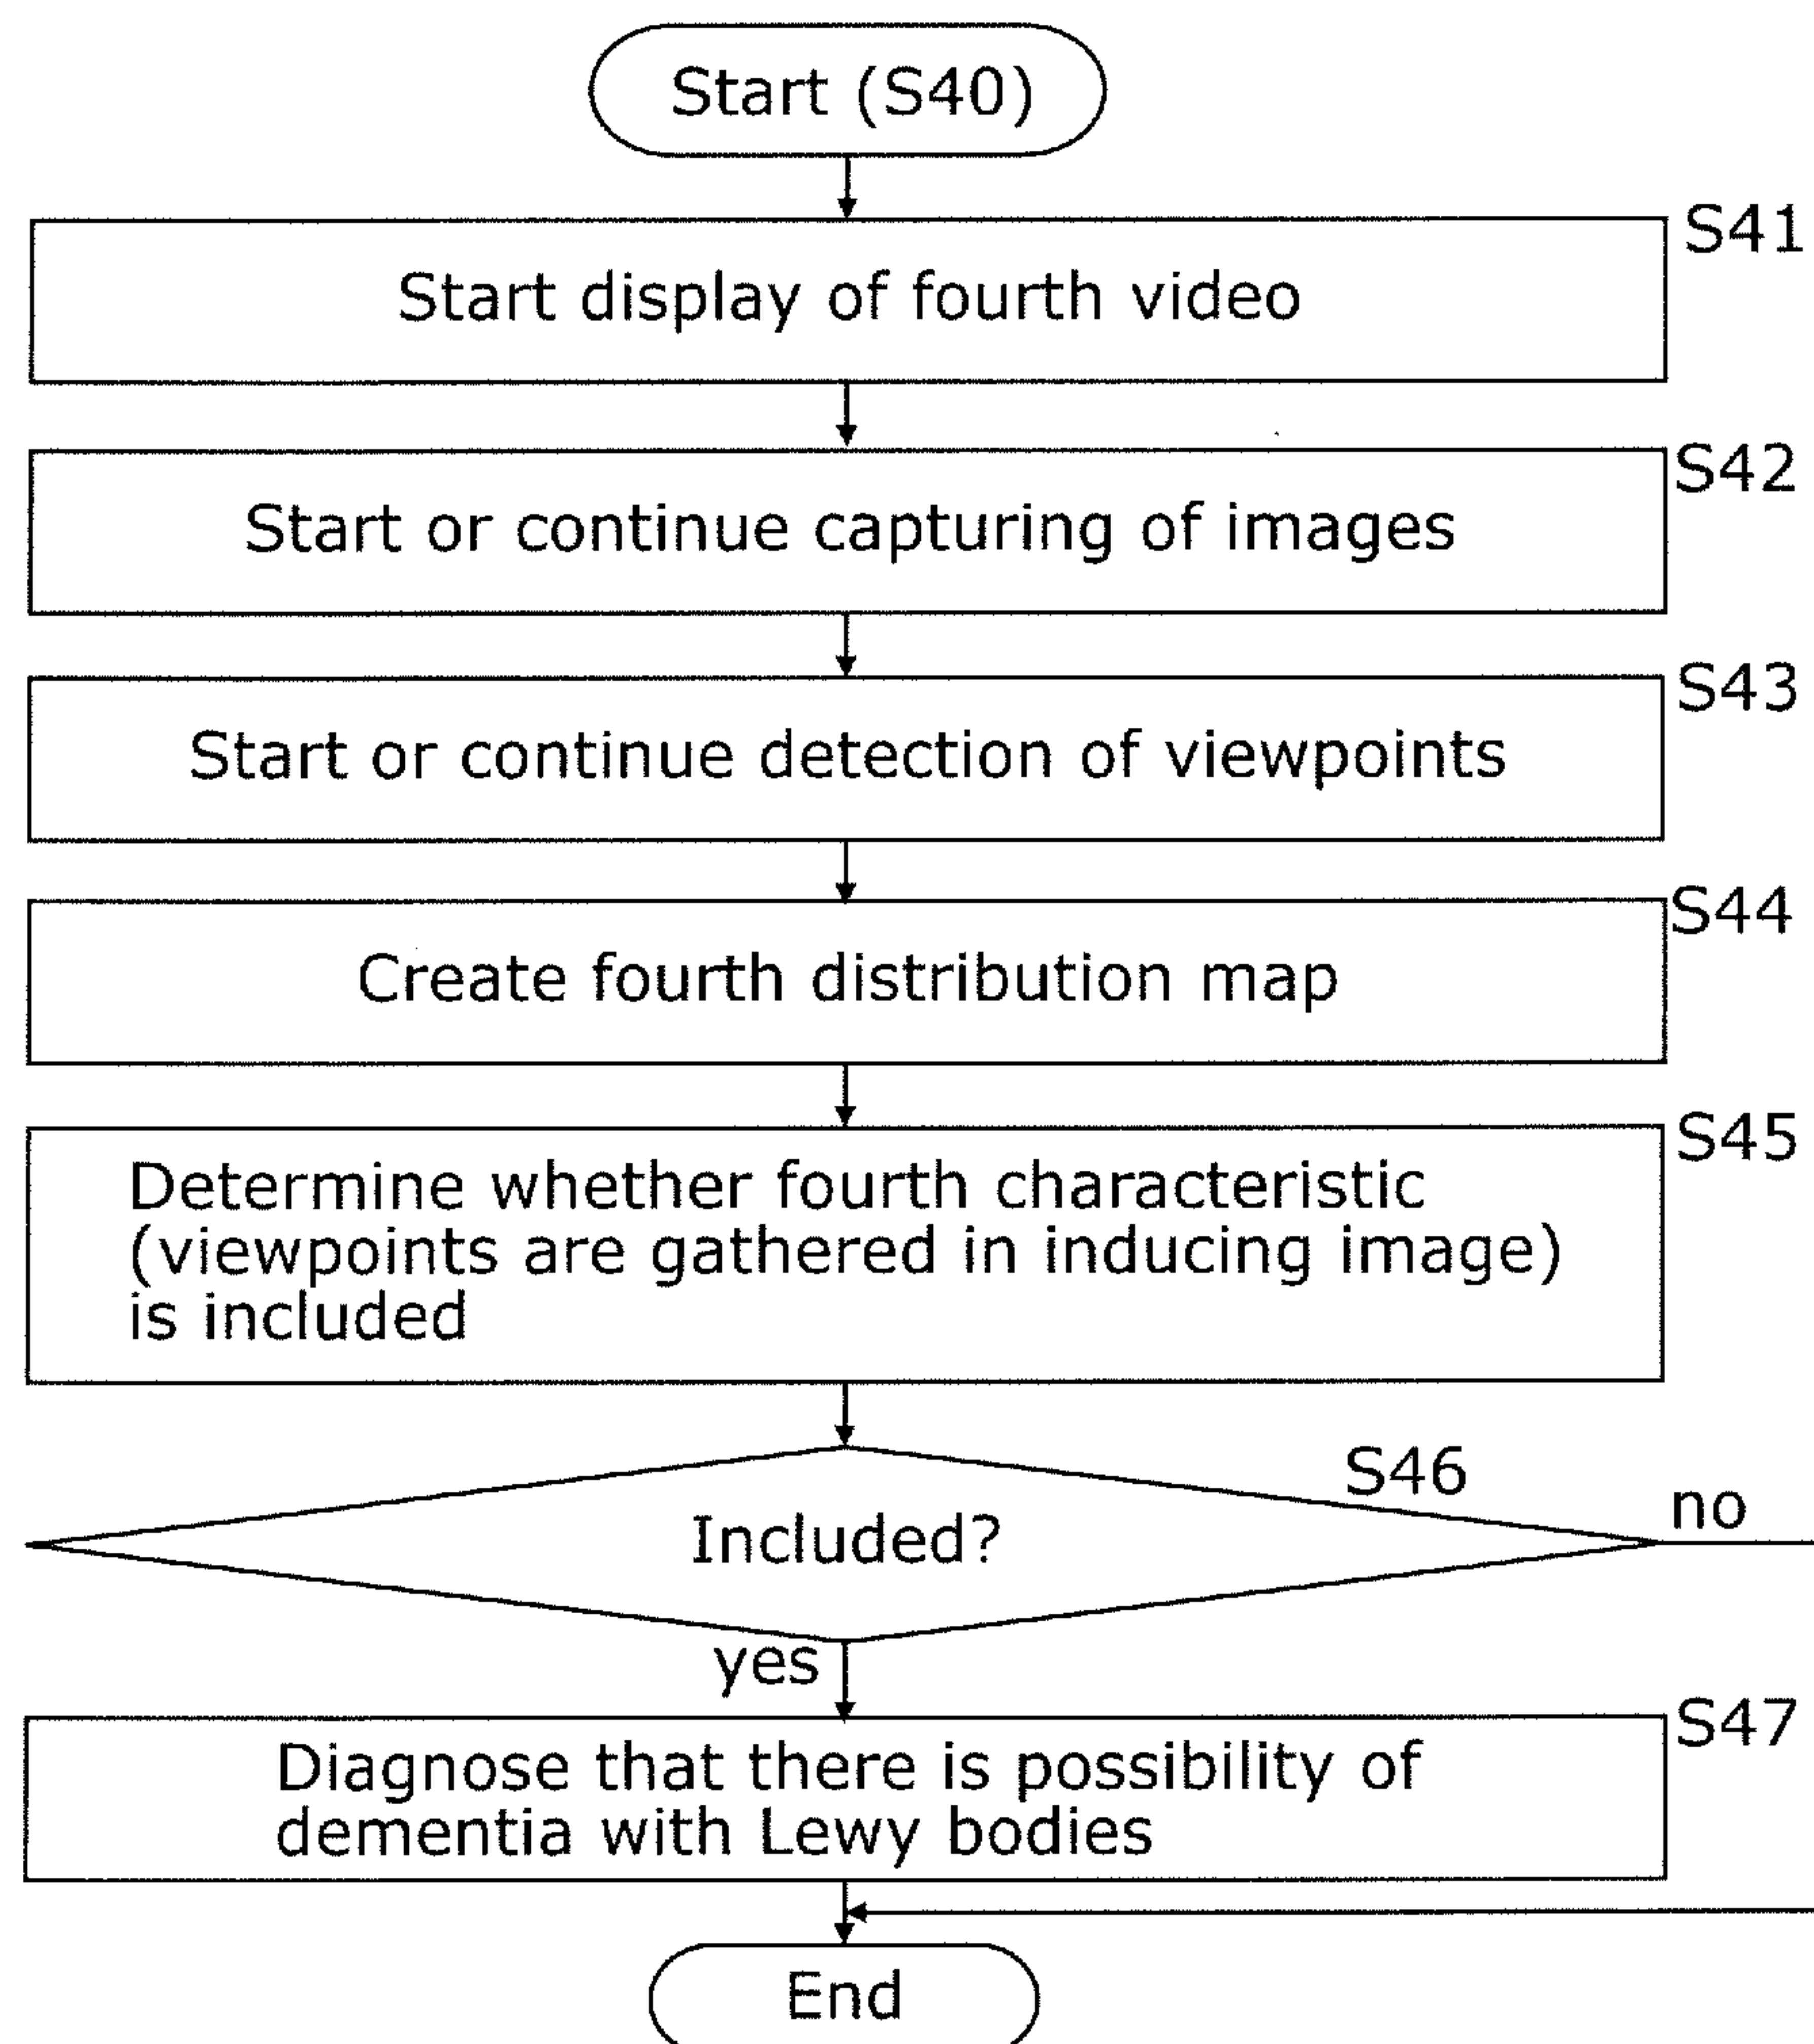 Start (S40)
S41
Start display of fourth video
S42
Start or continue capturing of images
S43
Start or continue detection of viewpoints
S44
Create fourth distribution map
S45
Determine whether fourth characteristic
(viewpoints are gathered in inducing image)
is included
S46
Included?
no
yes
S47
Diagnose that there is possibility of
dementia with Lewy bodies
End